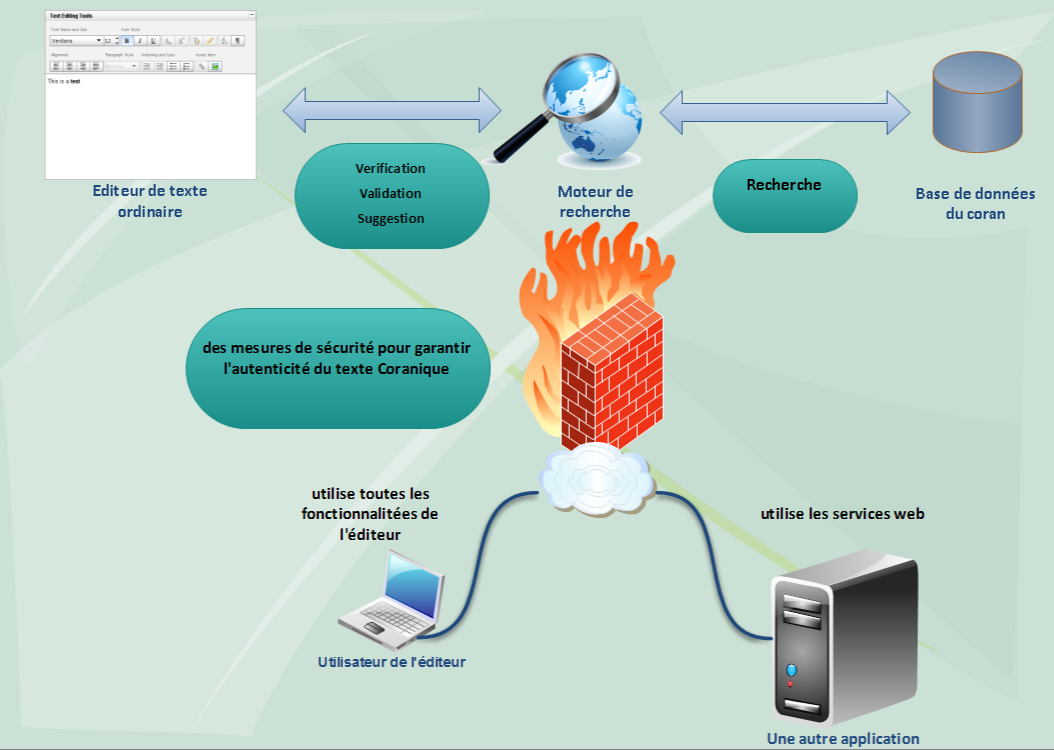 Text Editing Tools
Font Name and Size Font Style
Verdana 12 B I U
Alignment Paragraph Style Indenting and Lists Insert Item
This is a test
Editeur de texte
ordinaire
Verification
Validation
Suggestion
Moteur de
recherche
Recherche
Base de données
du coran
des mesures de sécurité pour garantir
l'autenticité du texte Coranique
utilise toutes les
fonctionnalitées de
l'éditeur
utilise les services web
Utilisateur de l'éditeur
Une autre application